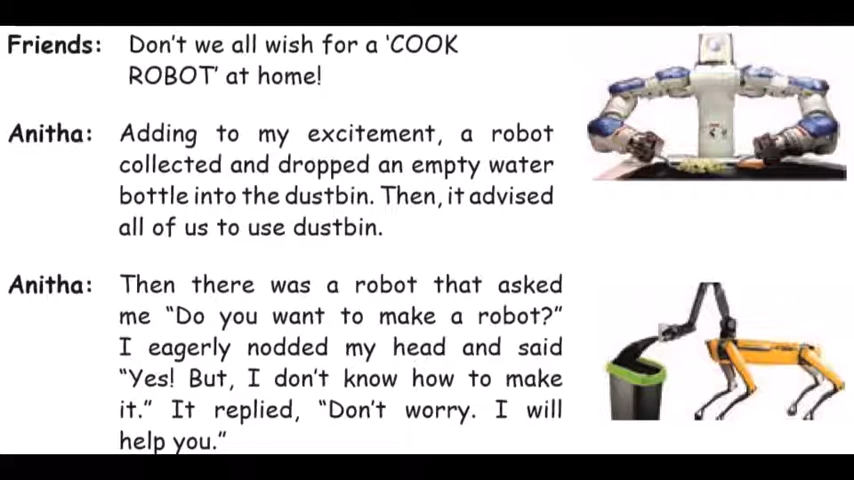 Friends: Don't we all wish for a 'COOK
ROBOT' at home!
Anitha: Adding to my excitement, a robot
collected and dropped an empty water
bottle into the dustbin. Then, it advised
all of us to use dustbin.
Anitha: Then there was a robot that asked
me "Do you want to make a robot?"
I eagerly nodded my head and said
"Yes! But, I don't know how to make
it." It replied, "Don't worry. I will
help you."